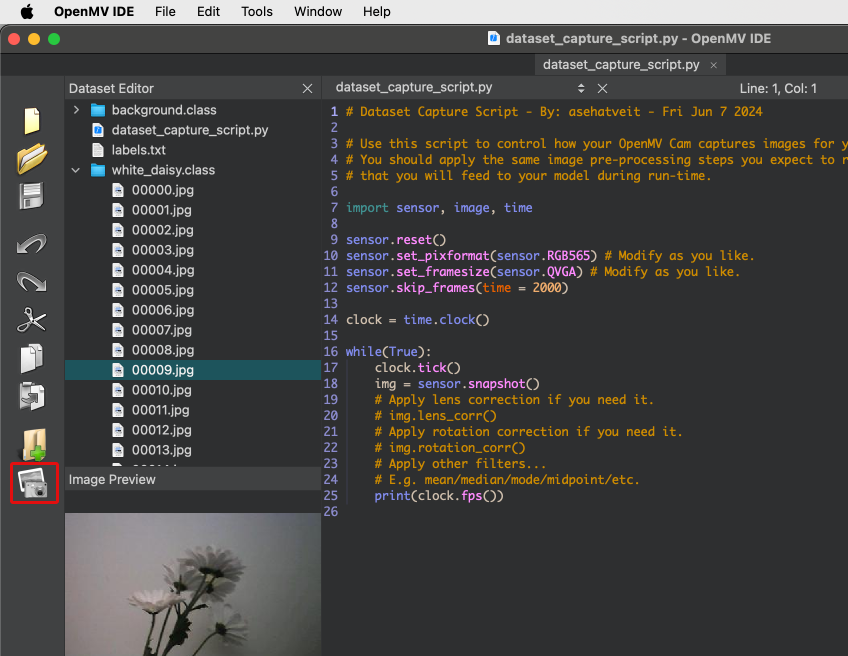 OpenMV IDE File Edit Tools Window Help
dataset_capture_script.py - OpenMV IDE
dataset_capture_script.py ×
Dataset Editor
background.class
dataset_capture_script.py
labels.txt
white_daisy.class
00000.jpg
00001.jpg
00002.jpg
00003.jpg
00004.jpg
00005.jpg
00006.jpg
00007.jpg
00008.jpg
00009.jpg
00010.jpg
00011.jpg
00012.jpg
00013.jpg
Image Preview
dataset_capture_script.py Line: 1, Col: 1
1 # Dataset Capture Script - By: asehatveit - Fri Jun 7 2024
2
3 # Use this script to control how your OpenMV Cam captures images for y
4 # You should apply the same image pre-processing steps you expect to r
5 # that you will feed to your model during run-time.
6
7 import sensor, image, time
8
9 sensor.reset()
10 sensor.set_pixformat(sensor.RGB565) # Modify as you like.
11 sensor.set_framesize(sensor.QVGA) # Modify as you like.
12 sensor.skip_frames(time = 2000)
13
14 clock = time.clock()
15
16 while(True):
17     clock.tick()
18     img = sensor.snapshot()
19     # Apply lens correction if you need it.
20     # img.lens_corr()
21     # Apply rotation correction if you need it.
22     # img.rotation_corr()
23     # Apply other filters...
24     # E.g. mean/median/mode/midpoint/etc.
25     print(clock.fps())
26